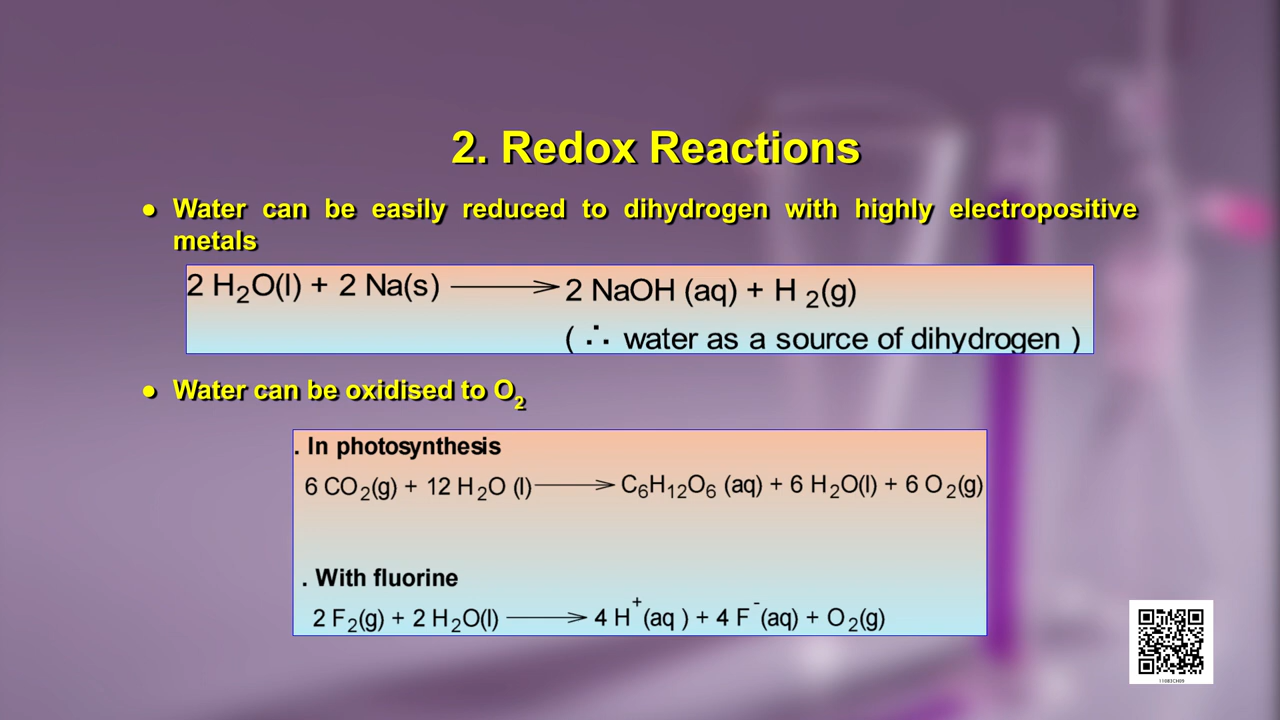 2. Redox Reactions
● Water can be easily reduced to dihydrogen with highly electropositive
metals
2 H₂O(l) + 2 Na(s) ⟶ 2 NaOH (aq) + H ₂(g)
( ∴ water as a source of dihydrogen )
● Water can be oxidised to O₂
. In photosynthesis
6 CO₂(g) + 12 H₂O (l) ⟶ C₆H₁₂O₆ (aq) + 6 H₂O(l) + 6 O₂(g)
. With fluorine
2 F₂(g) + 2 H₂O(l) ⟶ 4 H⁺(aq ) + 4 F⁻(aq) + O₂(g)
11082CH09